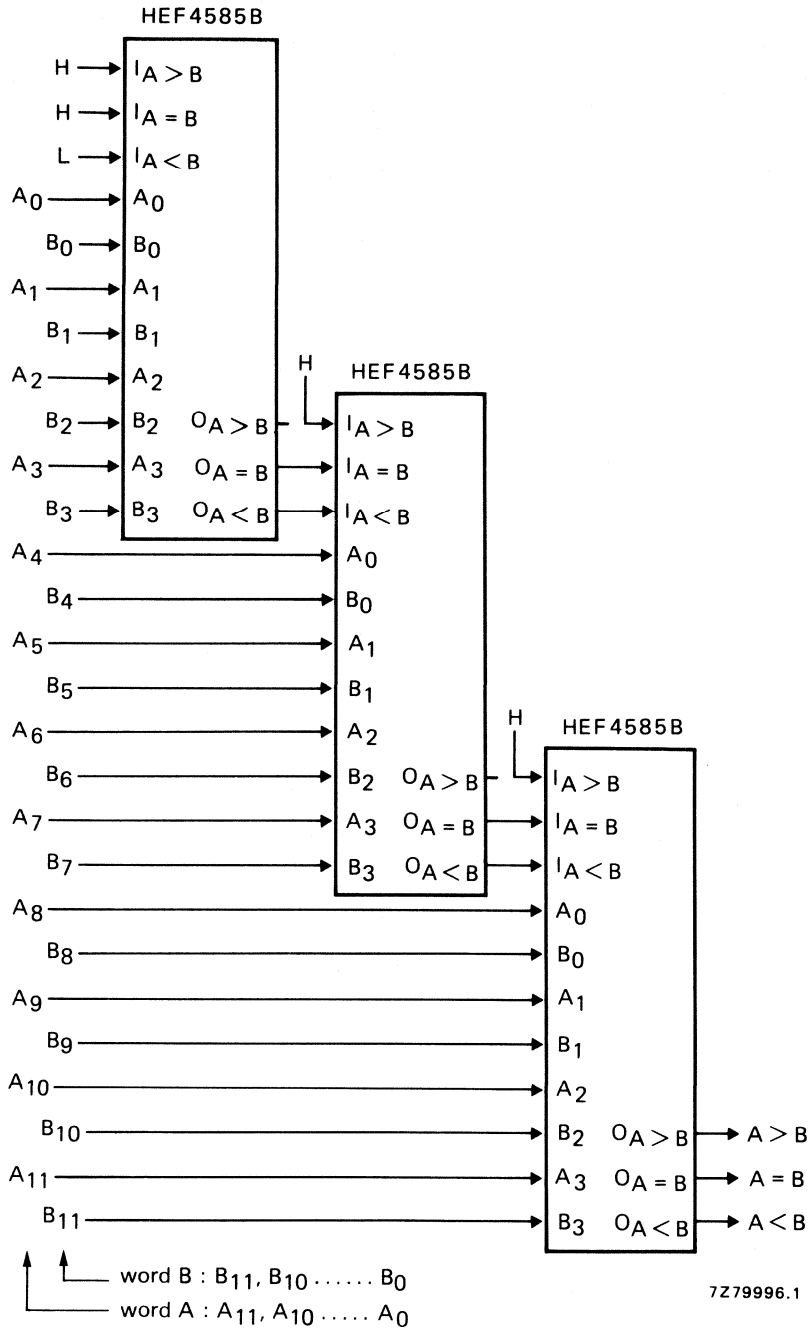 HEF4585B
H I A > B
H I A = B
L I A < B
A0 A0
B0 B0
A1 A1
B1 B1
A2 A2
B2 B2 O A > B
A3 A3 O A = B
B3 B3 O A < B
H HEF4585B
I A > B
I A = B
I A < B
A4 A0
B4 B0
A5 A1
B5 B1
A6 A2
B6 B2 O A > B
A7 A3 O A = B
B7 B3 O A < B
H HEF4585B
I A > B
I A = B
I A < B
A8 A0
B8 B0
A9 A1
B9 B1
A10 A2
B10 B2 O A > B A > B
A11 A3 O A = B A = B
B11 B3 O A < B A < B
word B : B11, B10 ...... B0
word A : A11, A10 ..... A0
7Z79996.1